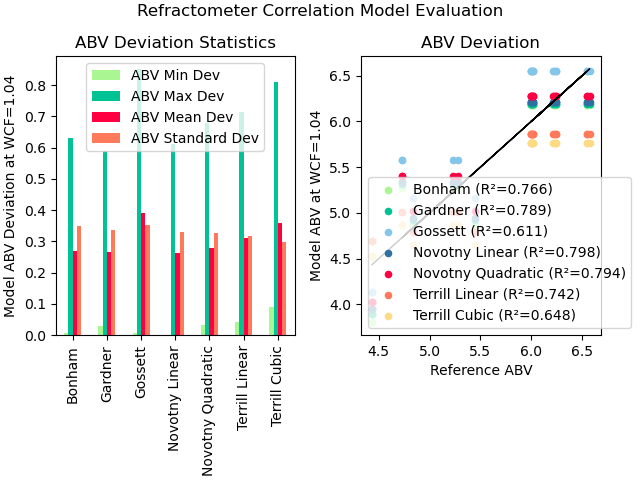 Refractometer Correlation Model Evaluation
ABV Deviation Statistics
Model ABV Deviation at WCF=1.04
0.8
0.7
0.6
0.5
0.4
0.3
0.2
0.1
0.0
ABV Min Dev
ABV Max Dev
ABV Mean Dev
ABV Standard Dev
Bonham
Gardner
Gossett
Novotny Linear
Novotny Quadratic
Terrill Linear
Terrill Cubic
ABV Deviation
Model ABV at WCF=1.04
6.5
6.0
5.5
5.0
4.5
4.0
Bonham (R²=0.766)
Gardner (R²=0.789)
Gossett (R²=0.611)
Novotny Linear (R²=0.798)
Novotny Quadratic (R²=0.794)
Terrill Linear (R²=0.742)
Terrill Cubic (R²=0.648)
4.5 5.0 5.5 6.0 6.5
Reference ABV